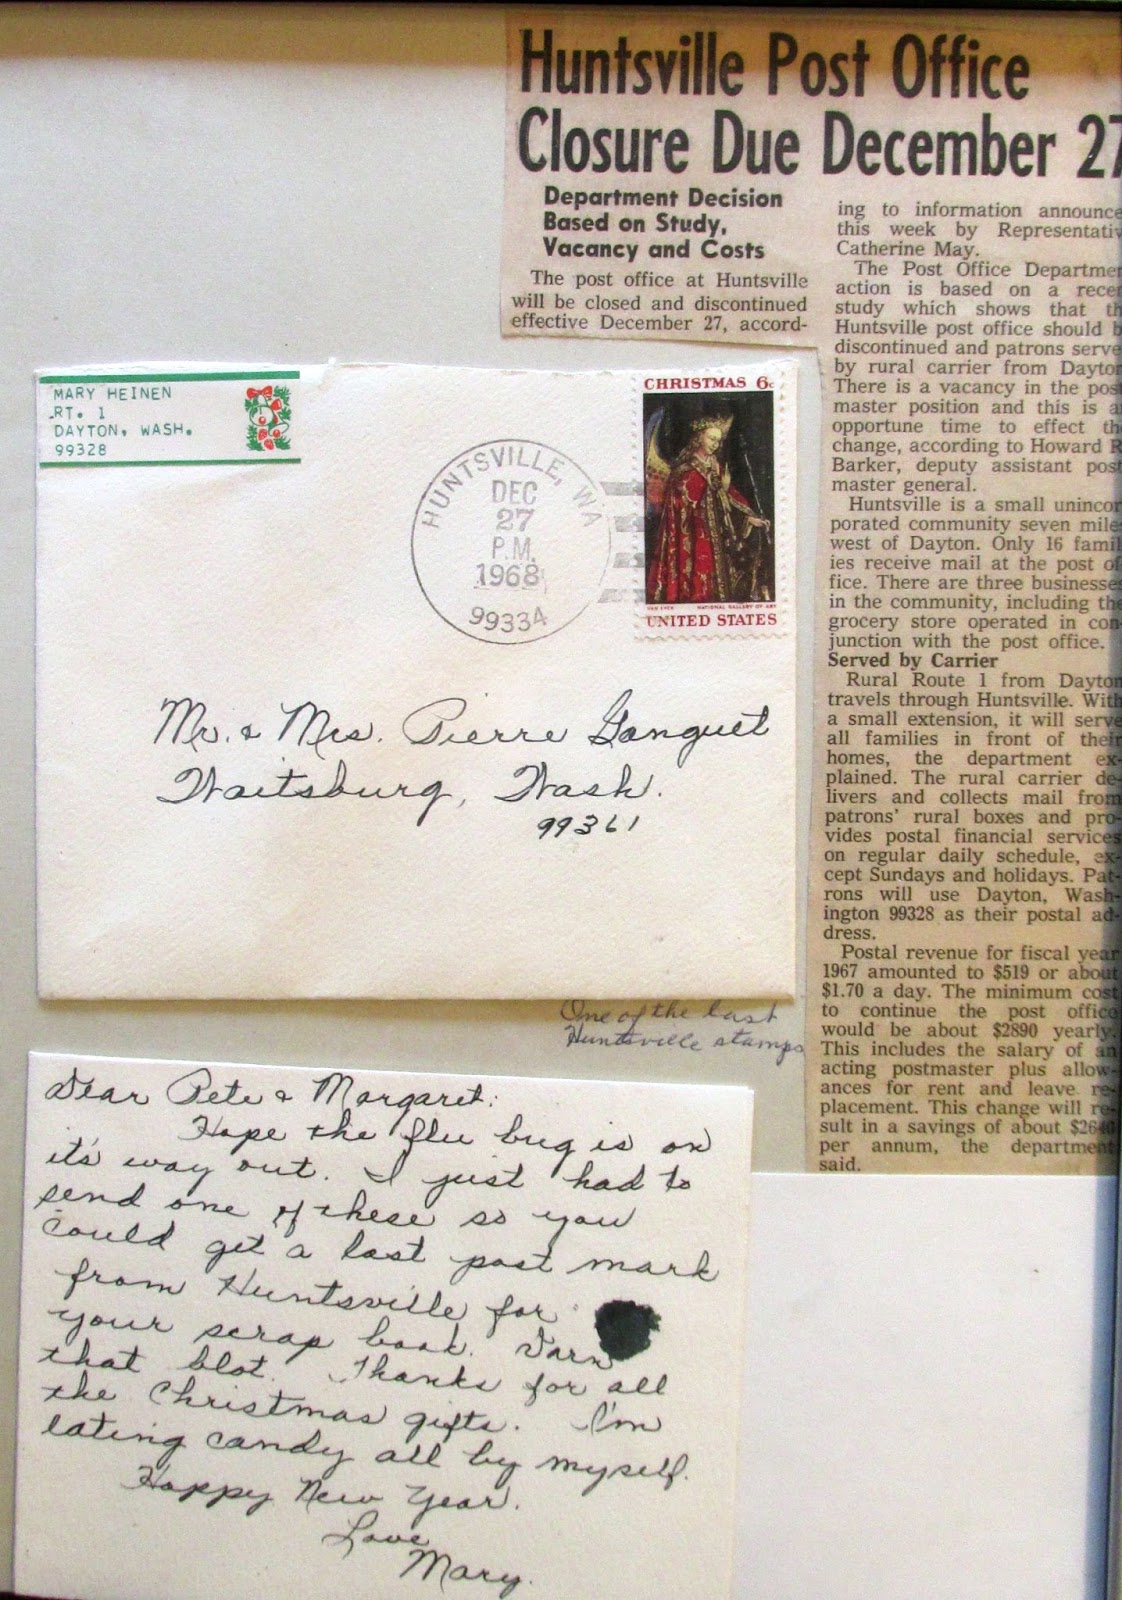 Huntsville Post Office
Closure Due December 27
Department Decision
Based on Study,
Vacancy and Costs
The post office at Huntsville
will be closed and discontinued
effective December 27, accord-
ing to information announce
this week by Representativ
Catherine May.
The Post Office Departmen
action is based on a recen
study which shows that th
Huntsville post office should b
discontinued and patrons serve
by rural carrier from Dayton
There is a vacancy in the post
master position and this is a
opportune time to effect th
change, according to Howard R
Barker, deputy assistant post
master general.
Huntsville is a small unincor
porated community seven mile
west of Dayton. Only 16 famil
ies receive mail at the post of
fice. There are three businesses
in the community, including the
grocery store operated in con-
junction with the post office.
Served by Carrier
Rural Route 1 from Dayton
travels through Huntsville. With
a small extension, it will serve
all families in front of their
homes, the department ex-
plained. The rural carrier de-
livers and collects mail from
patrons' rural boxes and pro-
vides postal financial services
on regular daily schedule, ex-
cept Sundays and holidays. Pat-
rons will use Dayton, Wash-
ington 99328 as their postal ad-
dress.
Postal revenue for fiscal year
1967 amounted to $519 or about
$1.70 a day. The minimum cost
to continue the post office
would be about $2890 yearly.
This includes the salary of an
acting postmaster plus allow-
ances for rent and leave re-
placement. This change will re-
sult in a savings of about
per annum, the department
said.
MARY HEINEN
RT. 1
DAYTON, WASH.
99328
HUNTSVILLE, WA
DEC
27
P.M.
1968
99334
CHRISTMAS 6c
VAN EYCK NATIONAL GALLERY OF ART
UNITED STATES
Mr. & Mrs. Pierre Ganguet
Waitsburg, Wash.
99361
One of the last
Huntsville stamps
Dear Pete & Margaret:
Hope the flu bug is on
it's way out. I just had to
send one of these so you
could get a last post mark
from Huntsville for
your scrap book. Darn
that blot. Thanks for all
the Christmas gifts. I'm
eating candy all by myself.
Happy New Year.
Love
Mary.